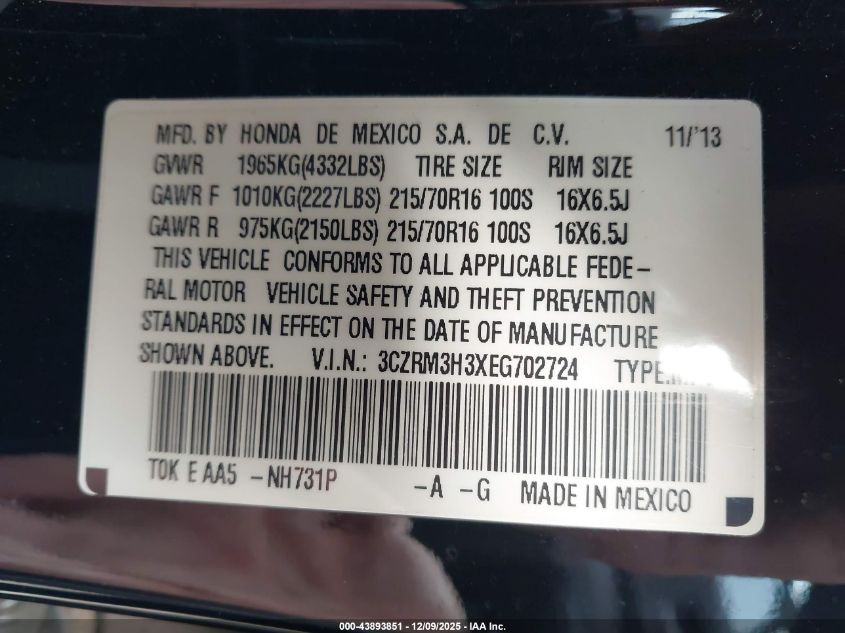 MFD. BY HONDA DE MEXICO S.A. DE C.V. 11/'13
GVWR 1965KG(4332LBS) TIRE SIZE RIM SIZE
GAWR F 1010KG(2227LBS) 215/70R16 100S 16X6.5J
GAWR R 975KG(2150LBS) 215/70R16 100S 16X6.5J
THIS VEHICLE CONFORMS TO ALL APPLICABLE FEDE-
RAL MOTOR VEHICLE SAFETY AND THEFT PREVENTION
STANDARDS IN EFFECT ON THE DATE OF MANUFACTURE
SHOWN ABOVE. V.I.N.: 3CZRM3H3XEG702724 TYPE:
T0K E AA5 -NH731P -A -G MADE IN MEXICO
000-43893851 - 12/09/2025 - IAA Inc.